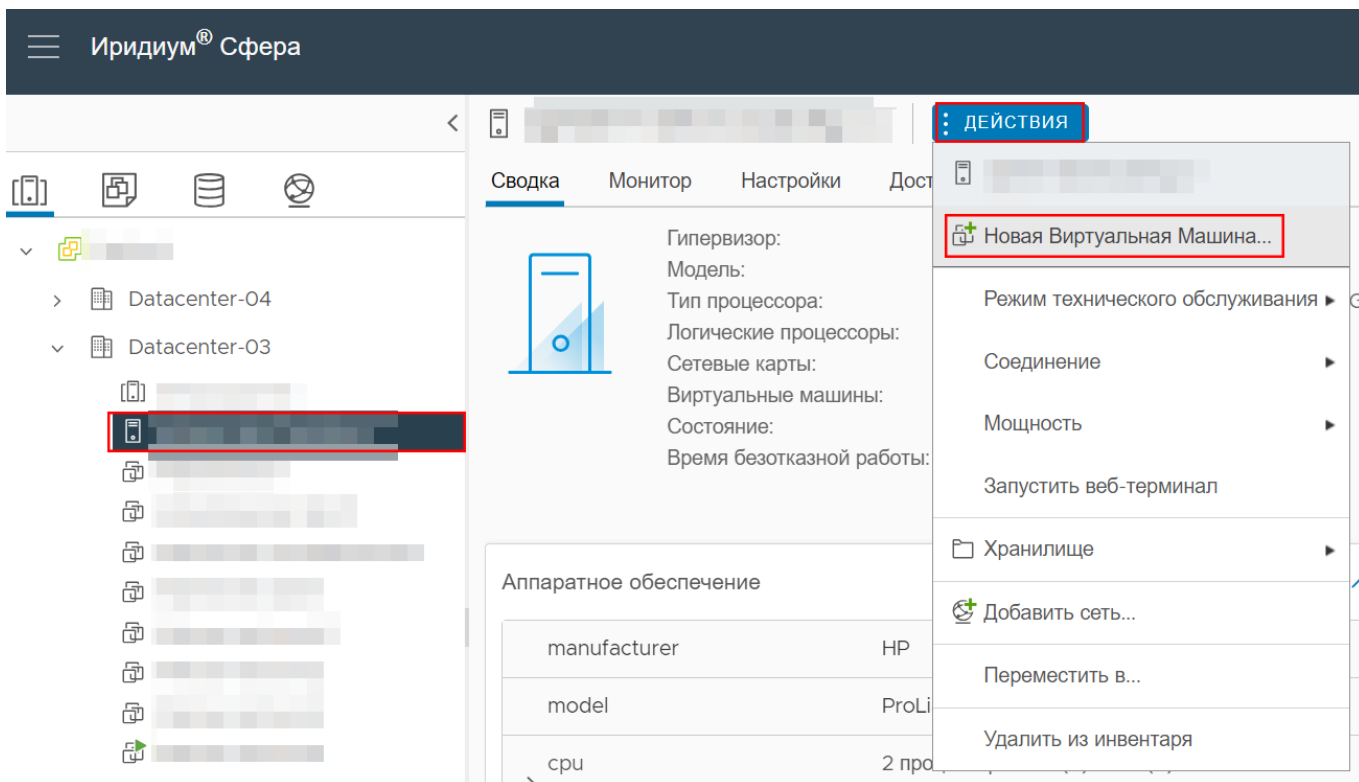 Иридиум® Сфера
ДЕЙСТВИЯ
Сводка Монитор Настройки Дост
Новая Виртуальная Машина...
Режим технического обслуживания
Соединение
Мощность
Запустить веб-терминал
Хранилище
Добавить сеть...
Переместить в...
Удалить из инвентаря
Datacenter-04
Datacenter-03
Гипервизор:
Модель:
Тип процессора:
Логические процессоры:
Сетевые карты:
Виртуальные машины:
Состояние:
Время безотказной работы:
Аппаратное обеспечение
manufacturer HP
model ProLi
cpu 2 про